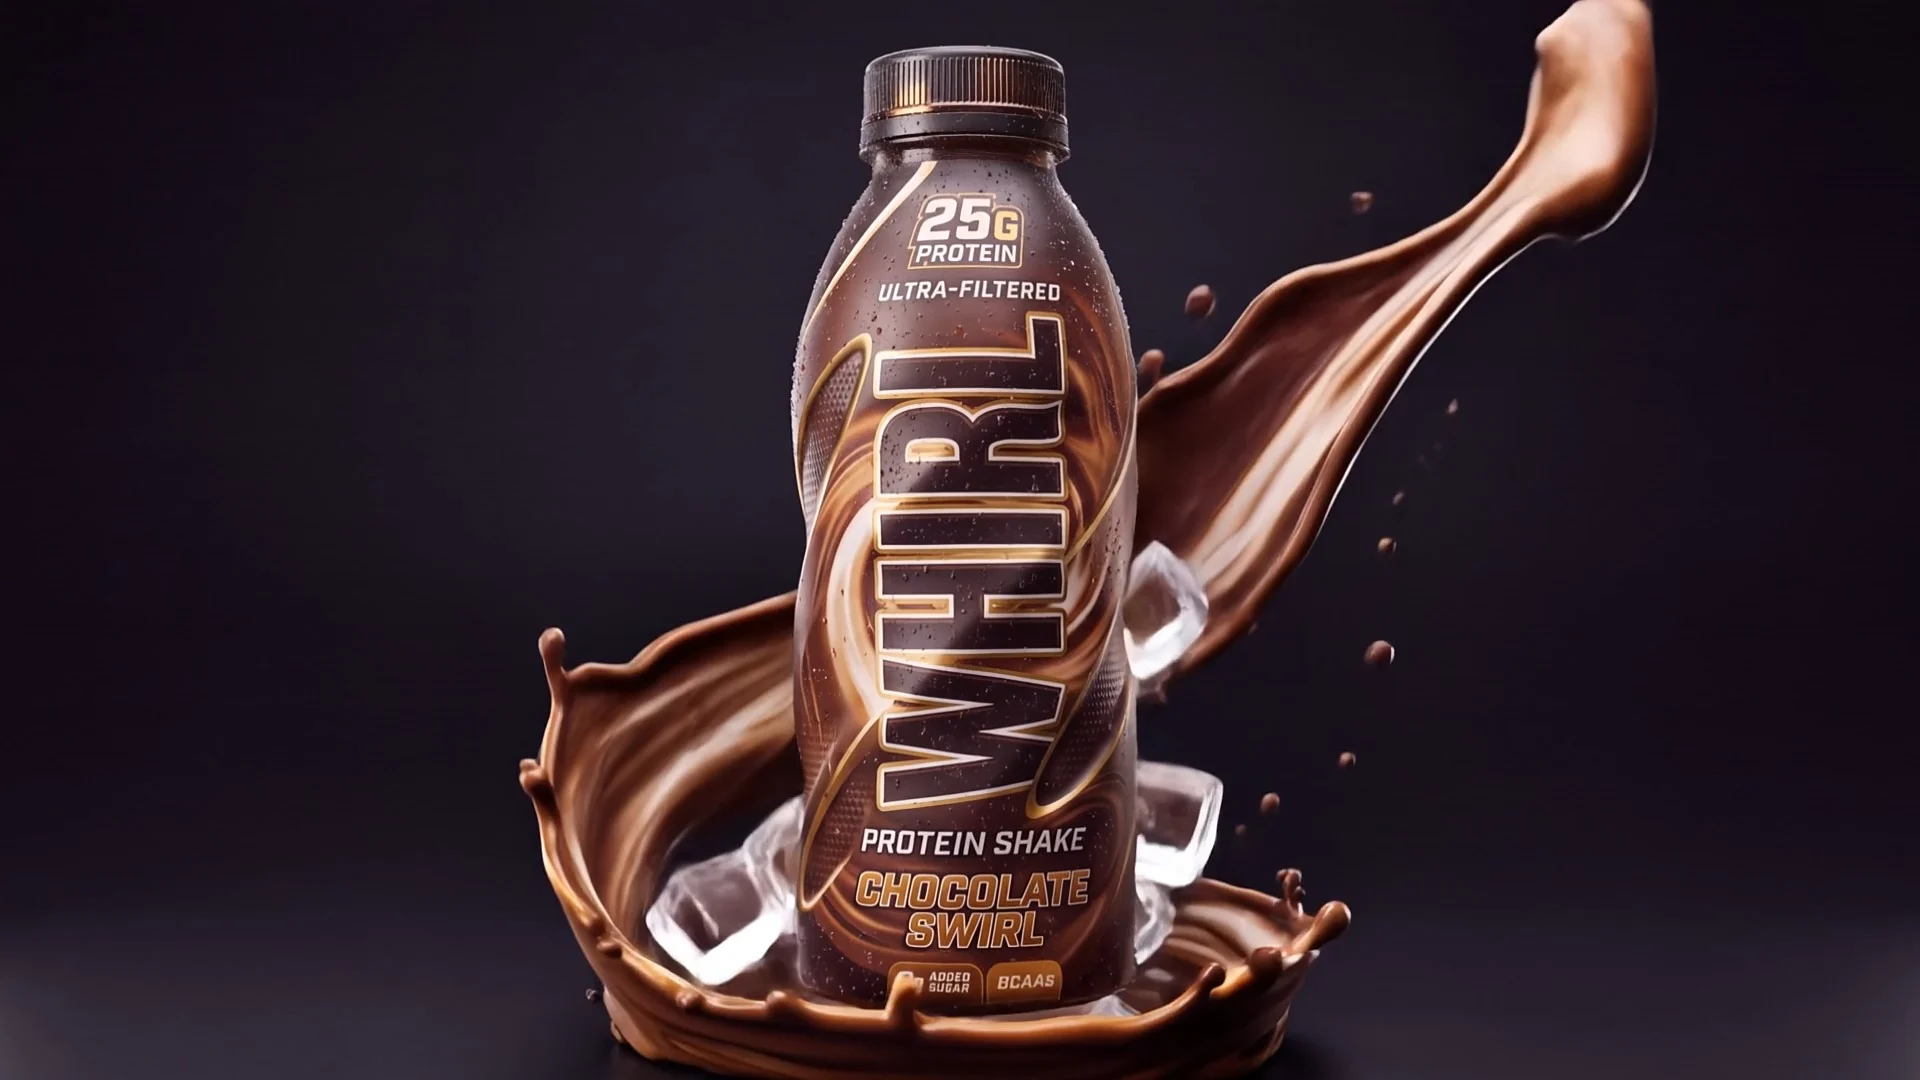 25G
PROTEIN
ULTRA-FILTERED
WHIRL
PROTEIN SHAKE
CHOCOLATE
SWIRL
ADDED
SUGAR
BCAAS